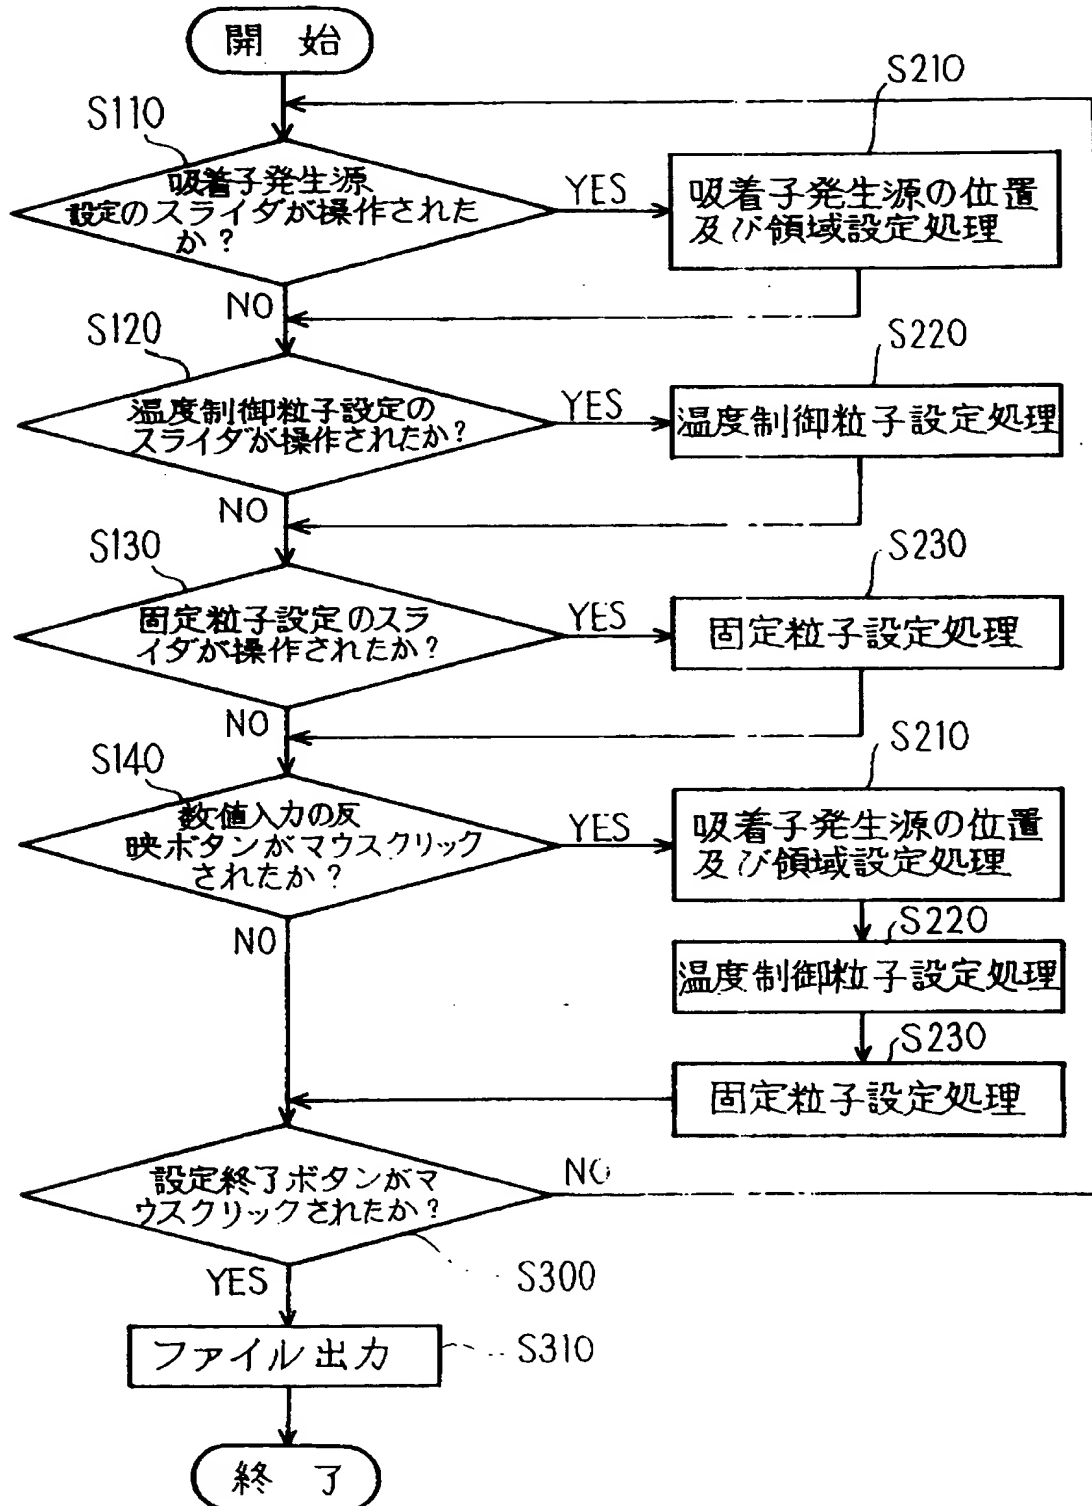 開始
S110
吸着子発生源
設定のスライダが操作された
か？
YES
S210
吸着子発生源の位置
及び領域設定処理
NO
S120
温度制御粒子設定の
スライダが操作されたか？
YES
S220
温度制御粒子設定処理
NO
S130
固定粒子設定のスラ
イダが操作されたか？
YES
S230
固定粒子設定処理
NO
S140
数値入力の反
映ボタンがマウスクリック
されたか？
YES
S210
吸着子発生源の位置
及び領域設定処理
S220
温度制御粒子設定処理
S230
固定粒子設定処理
NO
設定終了ボタンがマ
ウスクリックされたか？
NO
S300
YES
ファイル出力
S310
終了